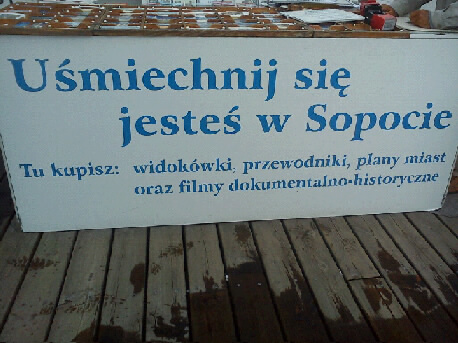 Uśmiechnij się
jesteś w Sopocie
Tu kupisz: widokówki, przewodniki, plany miast
oraz filmy dokumentalno-historyczne